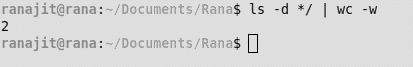 ranajit@rana:~/Documents/Rana$ ls -d */ | wc -w
2
ranajit@rana:~/Documents/Rana$